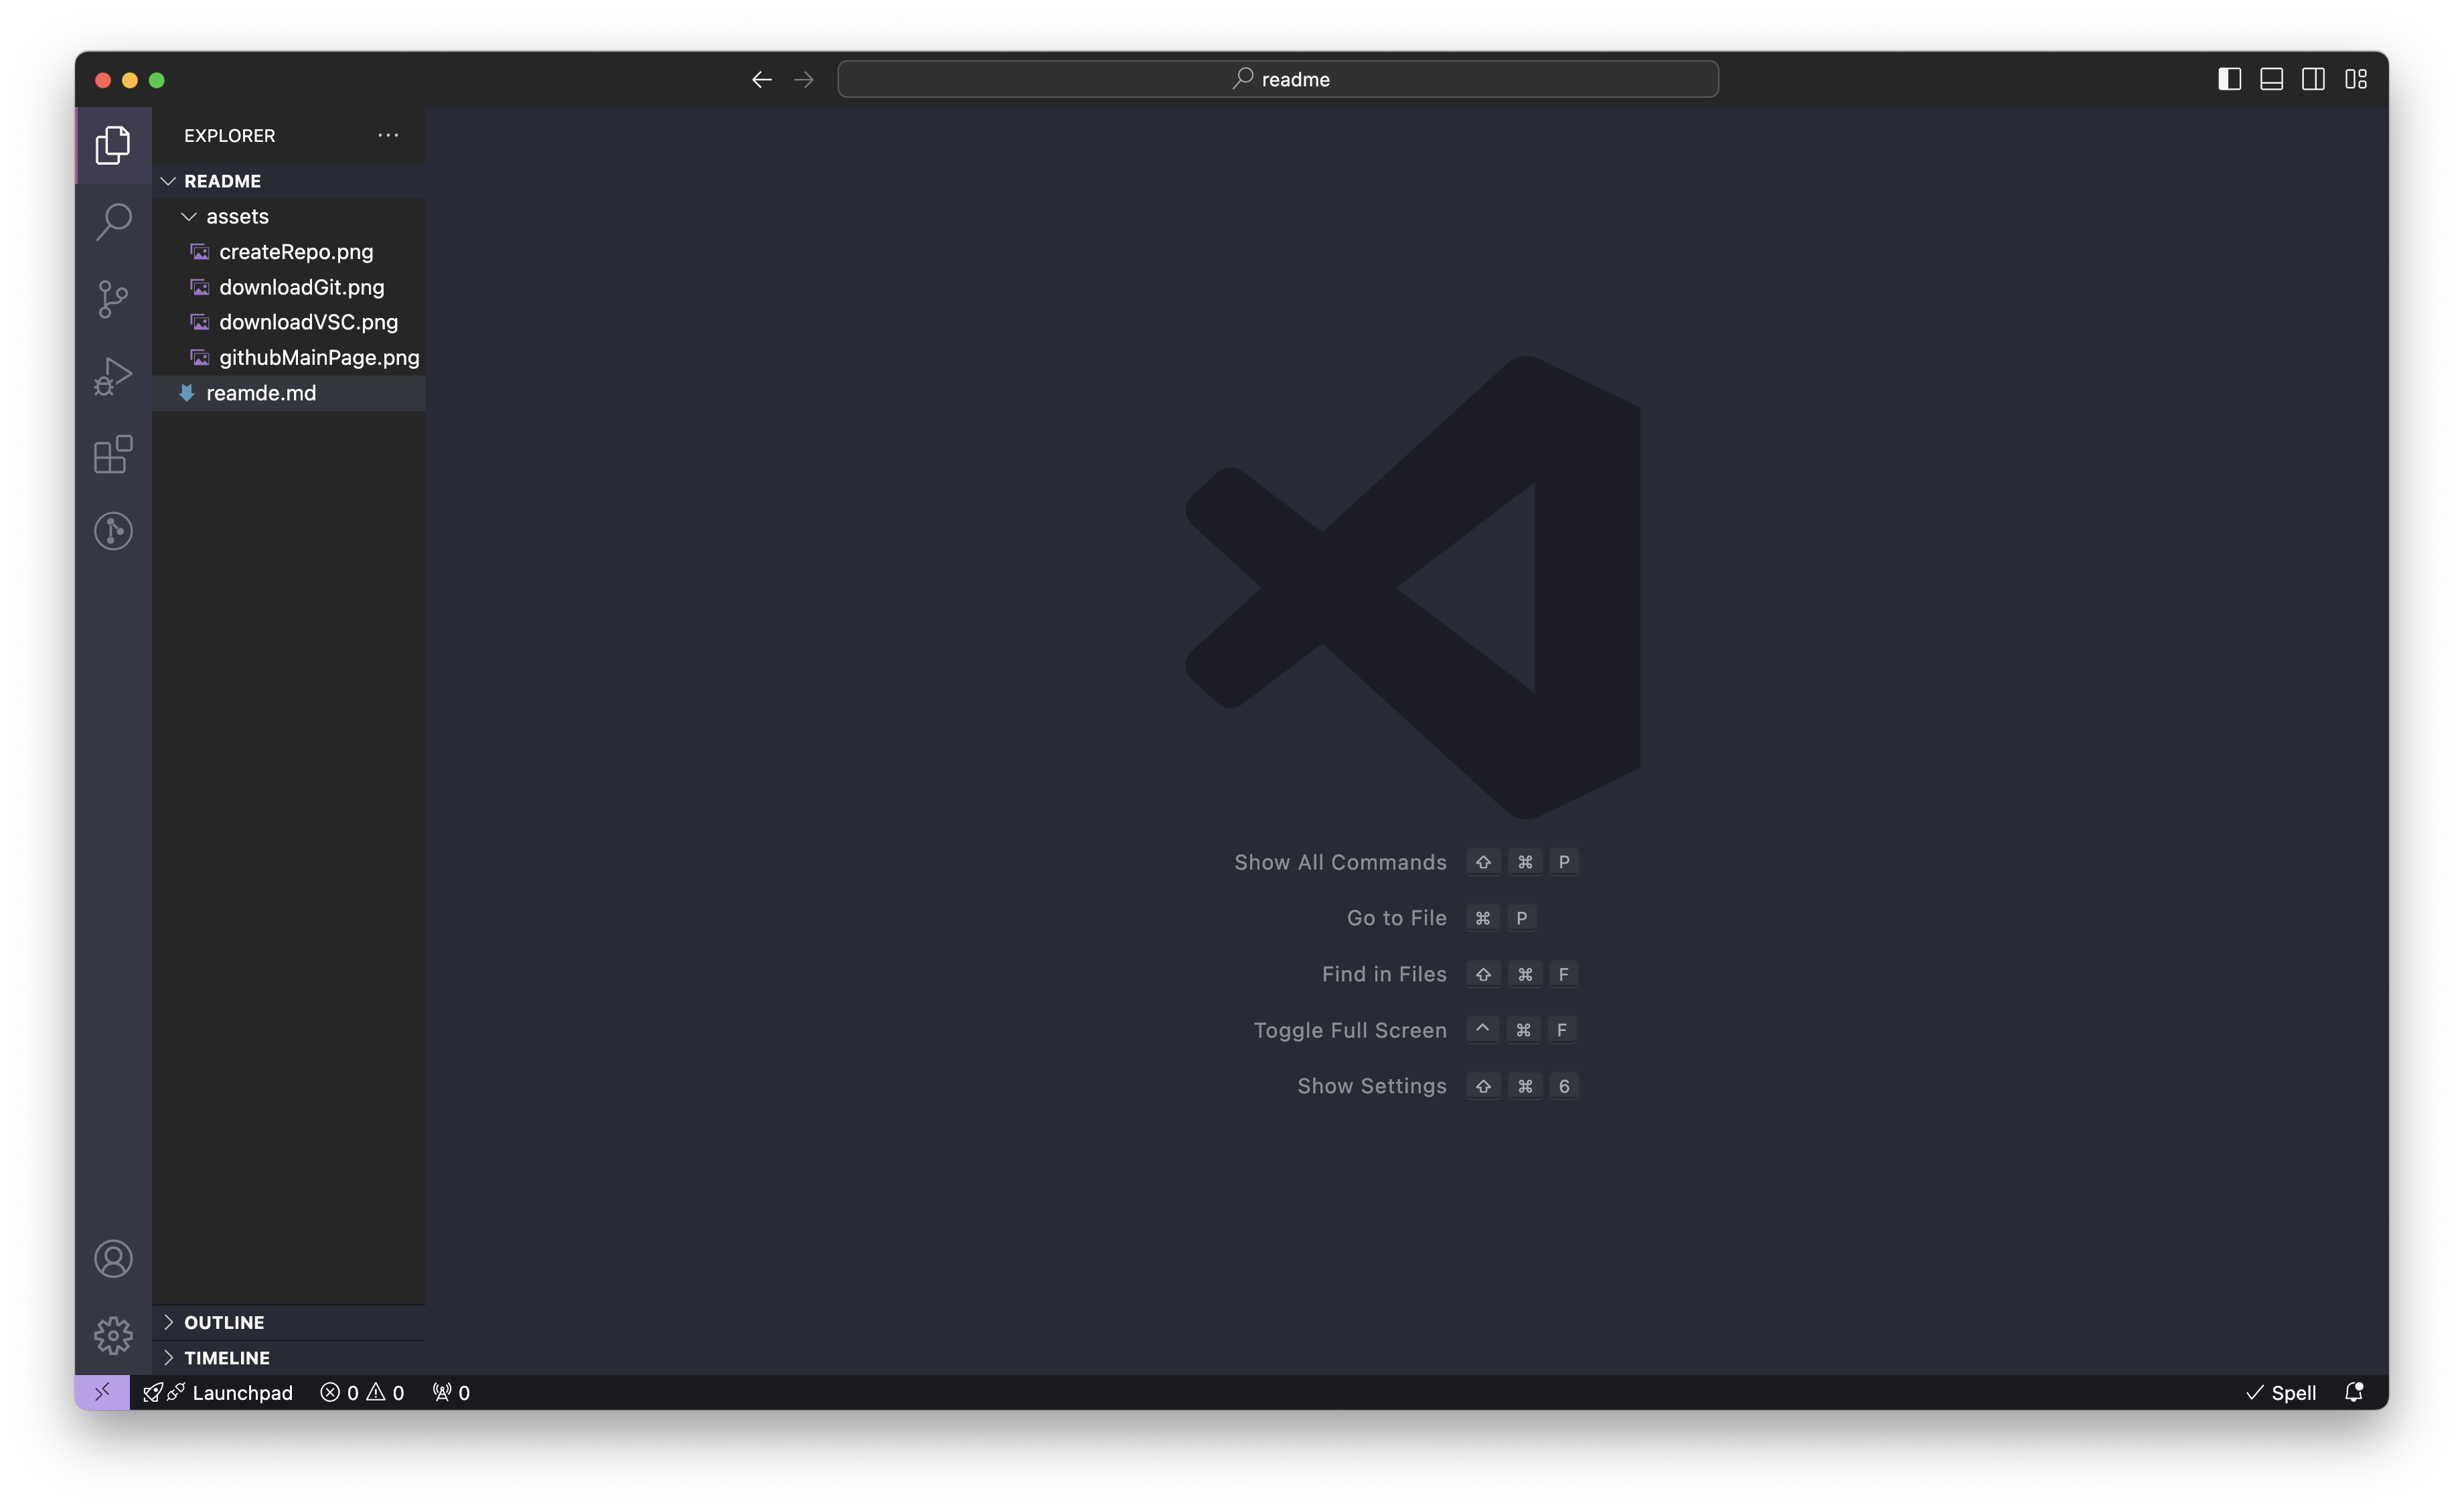 readme
EXPLORER
README
assets
createRepo.png
downloadGit.png
downloadVSC.png
githubMainPage.png
reamde.md
Show All Commands ⇧ ⌘ P
Go to File ⌘ P
Find in Files ⇧ ⌘ F
Toggle Full Screen ^ ⌘ F
Show Settings ⇧ ⌘ 6
OUTLINE
TIMELINE
Launchpad 0 0 0 Spell